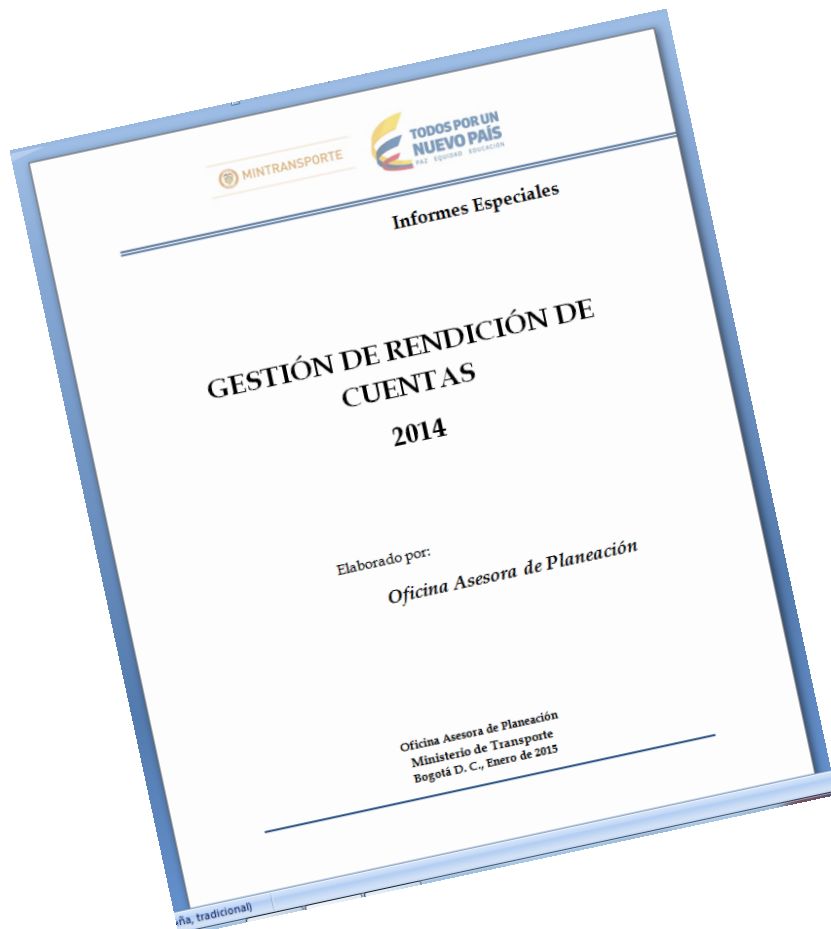 MINTRANSPORTE
TODOS POR UN
NUEVO PAÍS
PAZ EQUIDAD EDUCACIÓN
Informes Especiales
GESTIÓN DE RENDICIÓN DE
CUENTAS
2014
Elaborado por:
Oficina Asesora de Planeación
Oficina Asesora de Planeación
Ministerio de Transporte
Bogotá D. C., Enero de 2015
tradicional)